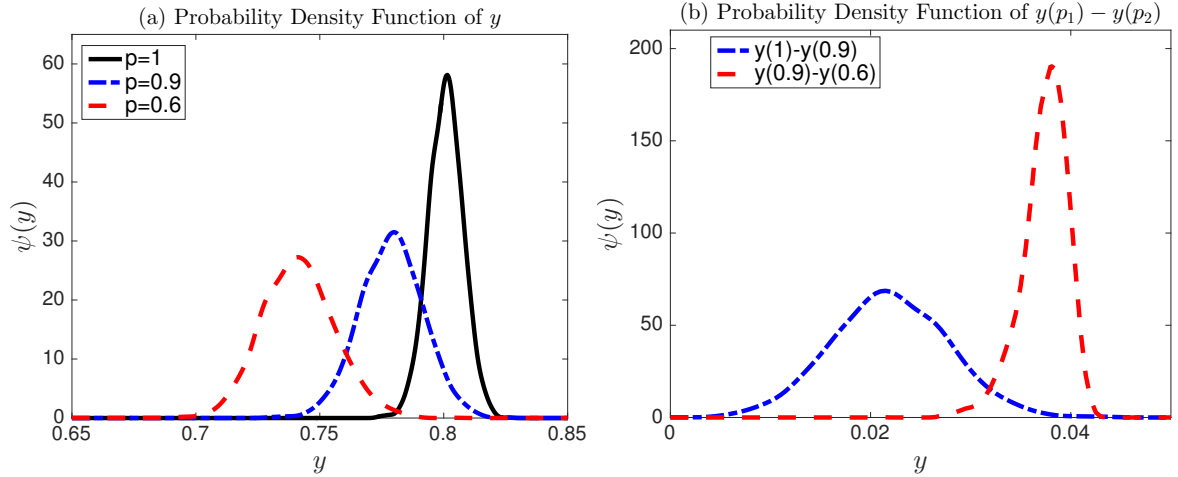 (a) Probability Density Function of y
p=1
p=0.9
p=0.6
ψ(y)
60
50
40
30
20
10
0
0.65
0.7
0.75
0.8
0.85
y
(b) Probability Density Function of y(p₁) − y(p₂)
y(1)-y(0.9)
y(0.9)-y(0.6)
ψ(y)
200
150
100
50
0
0
0.02
0.04
y